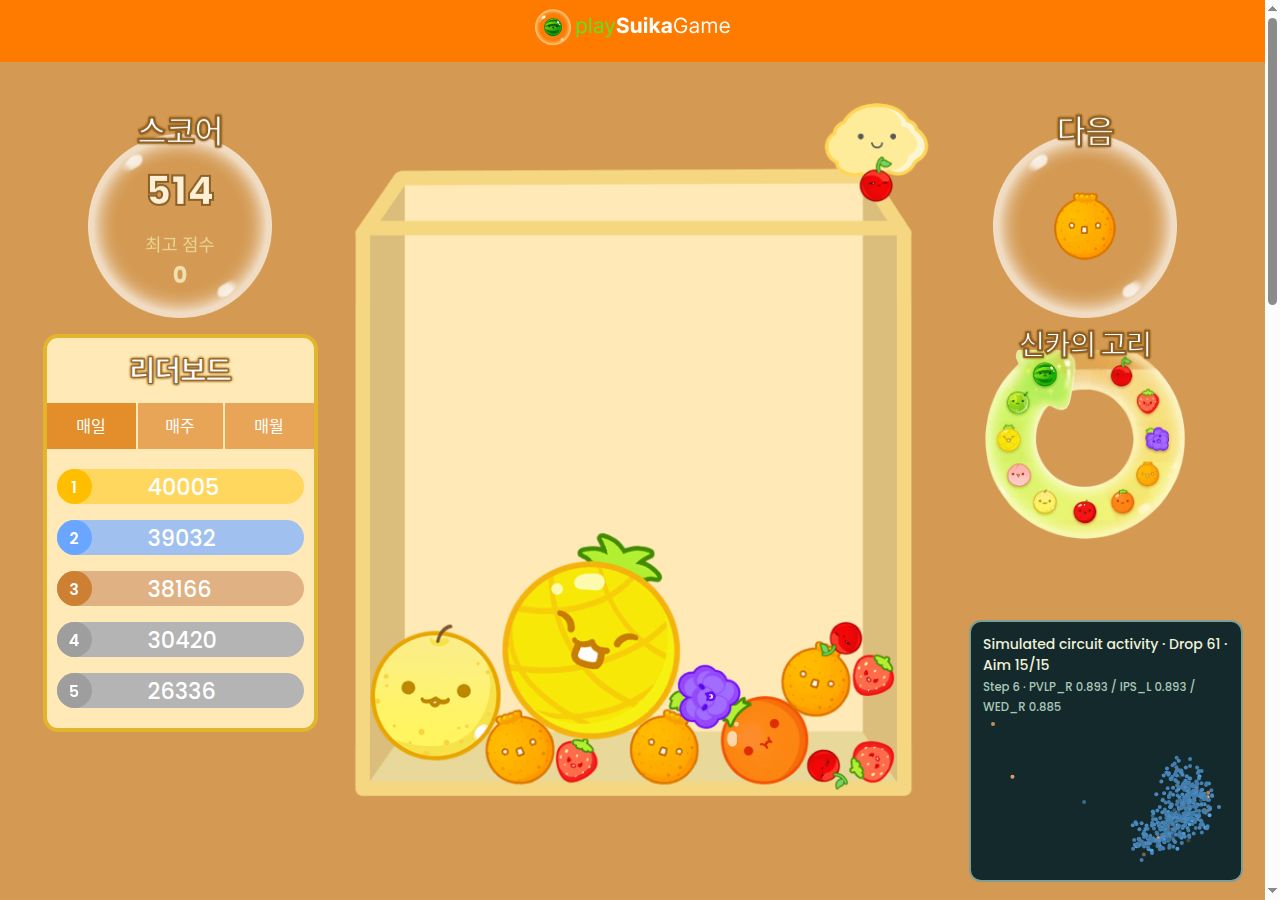 playSuikaGame
스코어
514
최고 점수
0
리더보드
매일 매주 매월
1 40005
2 39032
3 38166
4 30420
5 26336
다음
신카의 고리
Simulated circuit activity · Drop 61 ·
Aim 15/15
Step 6 · PVLP_R 0.893 / IPS_L 0.893 /
WED_R 0.885